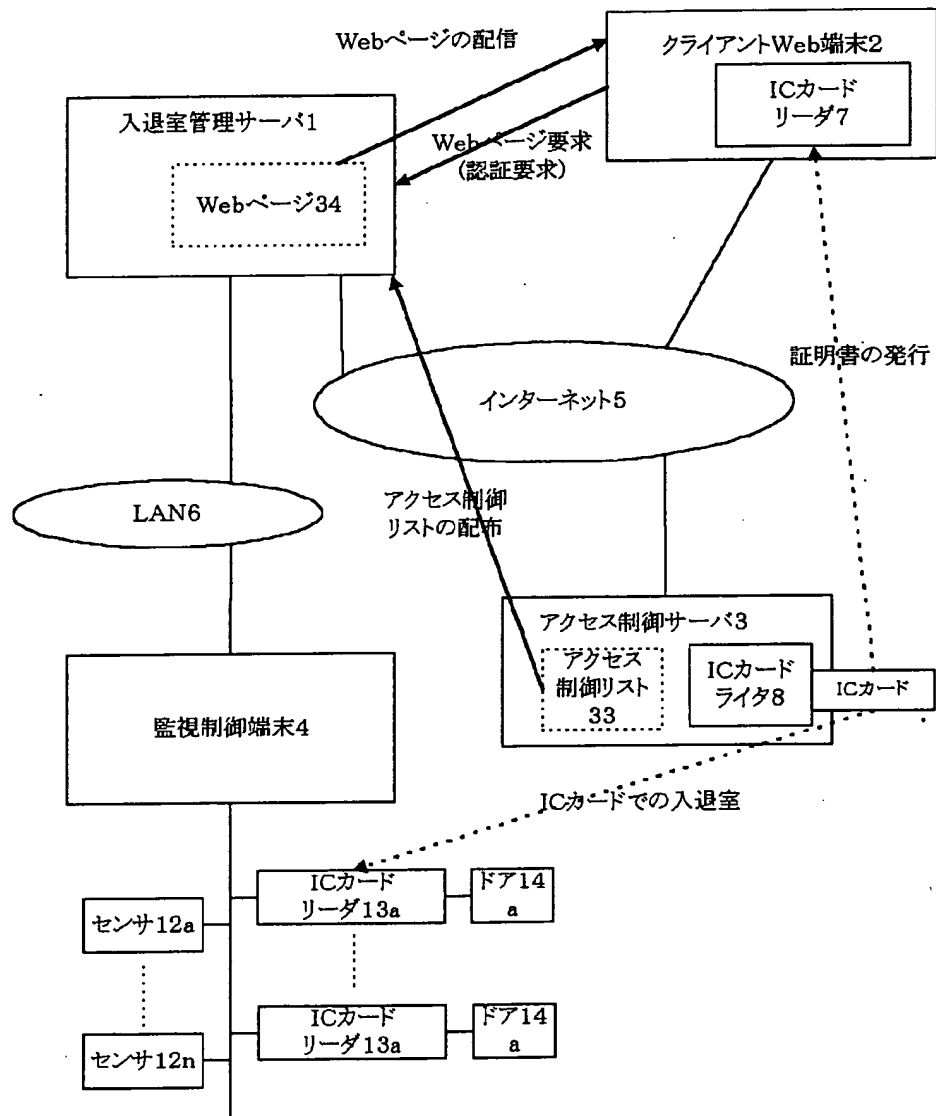 Webページの配信
クライアントWeb端末2
ICカード
リーダ7
入退室管理サーバ1
Webページ要求
(認証要求)
Webページ34
証明書の発行
インターネット5
アクセス制御
リストの配布
LAN6
アクセス制御サーバ3
アクセス
制御リスト
33
ICカード
ライタ8
ICカード
監視制御端末4
ICカードでの入退室
ICカード
リーダ13a
ドア14
a
センサ12a
ICカード
リーダ13a
ドア14
a
センサ12n